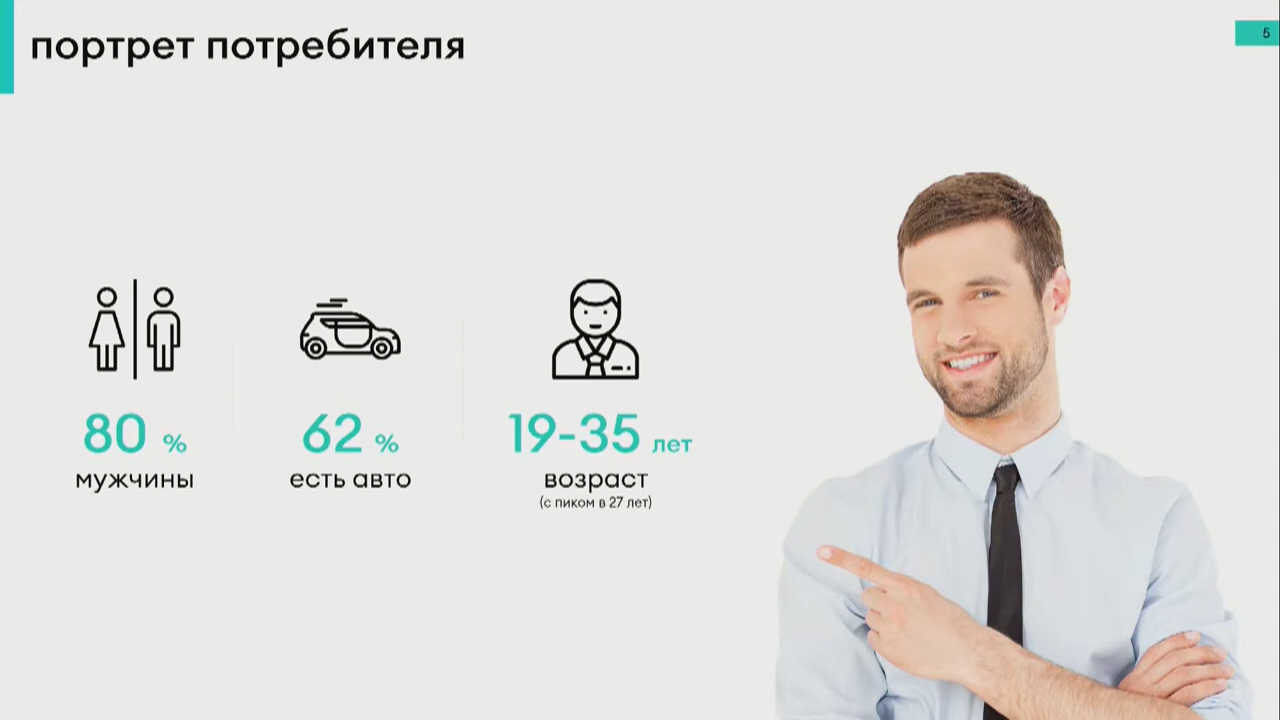 портрет потребителя
5
80 %
мужчины
62 %
есть авто
19-35 лет
возраст
(с пиком в 27 лет)